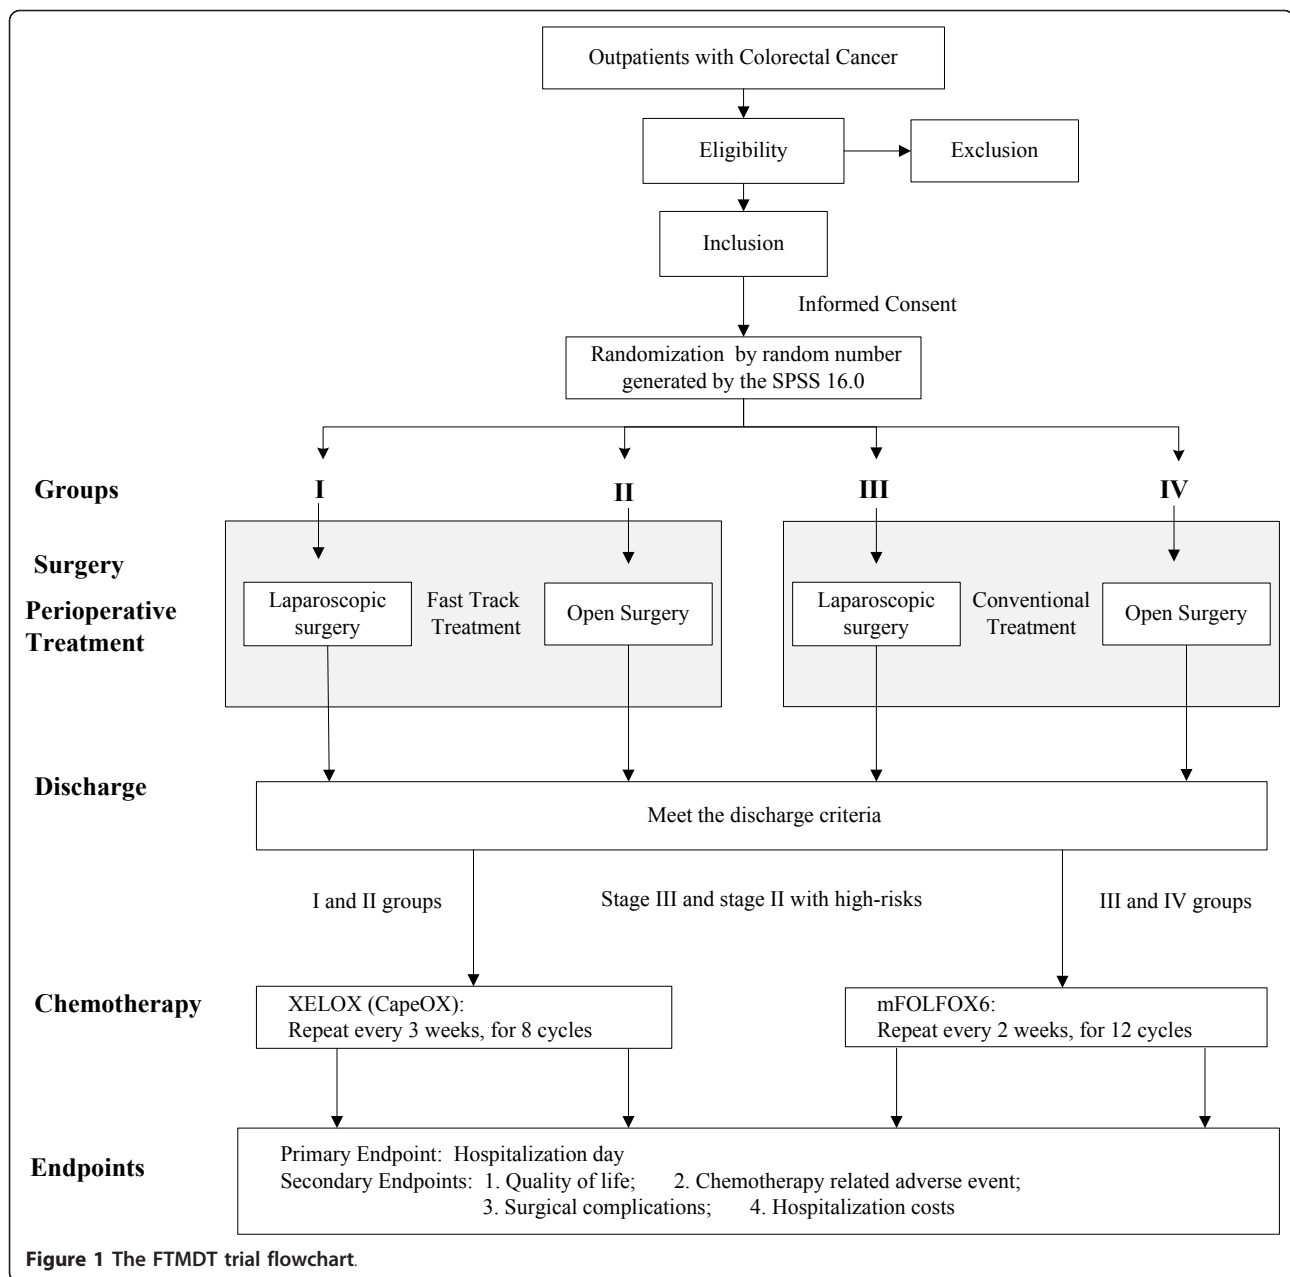 Outpatients with Colorectal Cancer
Eligibility
Exclusion
Inclusion
Informed Consent
Randomization by random number
generated by the SPSS 16.0
Groups
I
II
III
IV
Surgery
Perioperative
Treatment
Laparoscopic
surgery
Fast Track
Treatment
Open Surgery
Laparoscopic
surgery
Conventional
Treatment
Open Surgery
Discharge
Meet the discharge criteria
I and II groups
Stage III and stage II with high-risks
III and IV groups
Chemotherapy
XELOX (CapeOX):
Repeat every 3 weeks, for 8 cycles
mFOLFOX6:
Repeat every 2 weeks, for 12 cycles
Endpoints
Primary Endpoint: Hospitalization day
Secondary Endpoints: 1. Quality of life; 2. Chemotherapy related adverse event;
3. Surgical complications; 4. Hospitalization costs
Figure 1 The FTMDT trial flowchart.